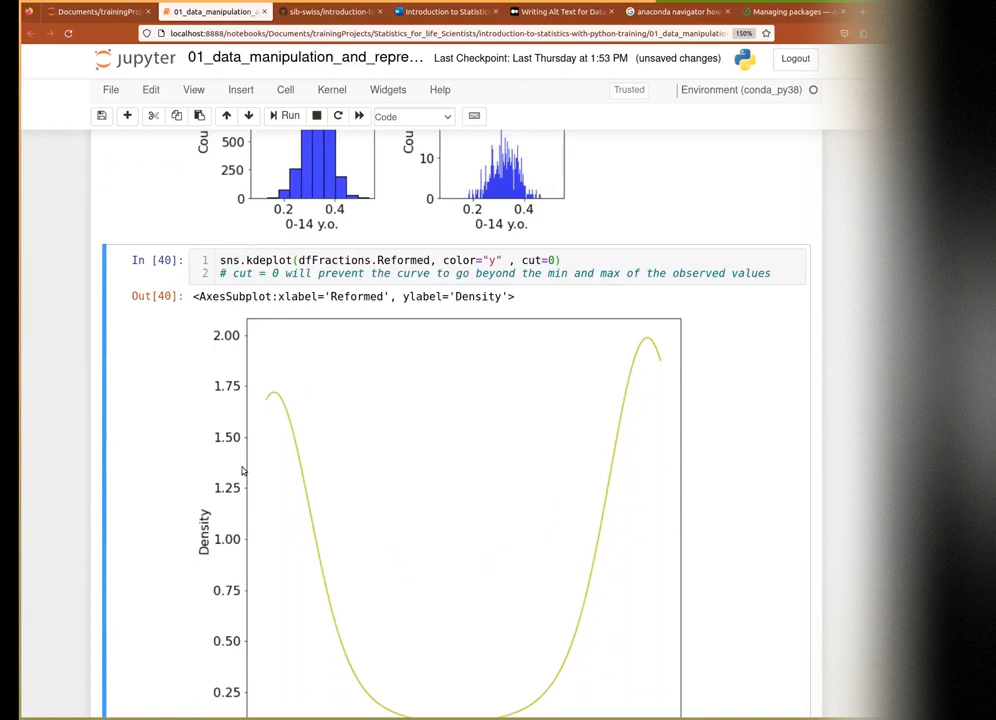 Documents/trainingProj
01_data_manipulation_a
sib-swiss/introduction-to
Introduction to Statistic
Writing Alt Text for Data
anaconda navigator how
Managing packages — A
localhost:8888/notebooks/Documents/trainingProjects/Statistics_for_life_Scientists/introduction-to-statistics-with-python-training/01_data_manipulatio
150%
jupyter 01_data_manipulation_and_repre... Last Checkpoint: Last Thursday at 1:53 PM (unsaved changes) Logout
File Edit View Insert Cell Kernel Widgets Help Trusted Environment (conda_py38)
Run Code
Cou
500
250
0
0.2 0.4
0-14 y.o.
Cou
10
0
0.2 0.4
0-14 y.o.
In [40]: 1 sns.kdeplot(dfFractions.Reformed, color="y" , cut=0)
2 # cut = 0 will prevent the curve to go beyond the min and max of the observed values
Out[40]: <AxesSubplot:xlabel='Reformed', ylabel='Density'>
2.00
1.75
1.50
1.25
Density
1.00
0.75
0.50
0.25